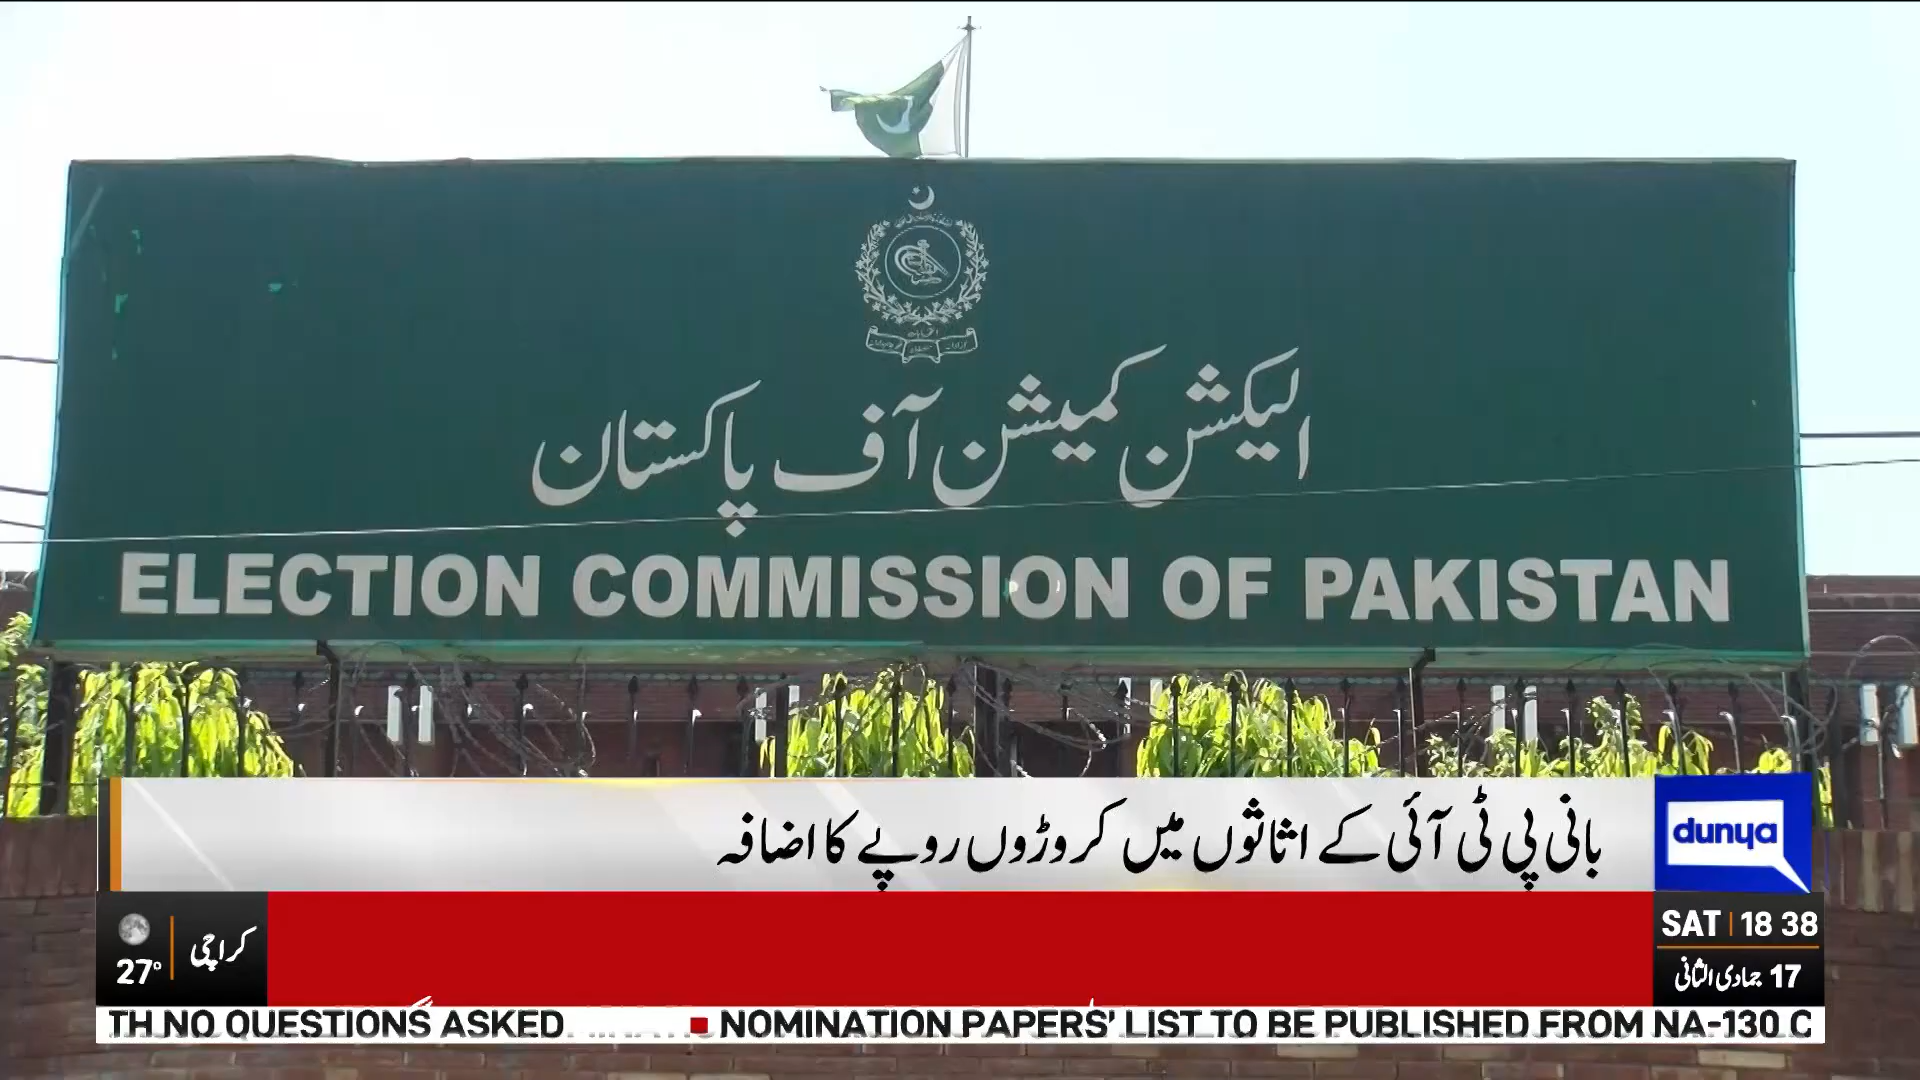 الیکشن کمیشن آف پاکستان
ELECTION COMMISSION OF PAKISTAN
بانی پی ٹی آئی کے اثاثوں میں کروڑوں روپے کا اضافہ
dunya
27° کراچی
SAT 18 38
17 جمادی الثانی
TH NO QUESTIONS ASKED
NOMINATION PAPERS' LIST TO BE PUBLISHED FROM NA-130 C